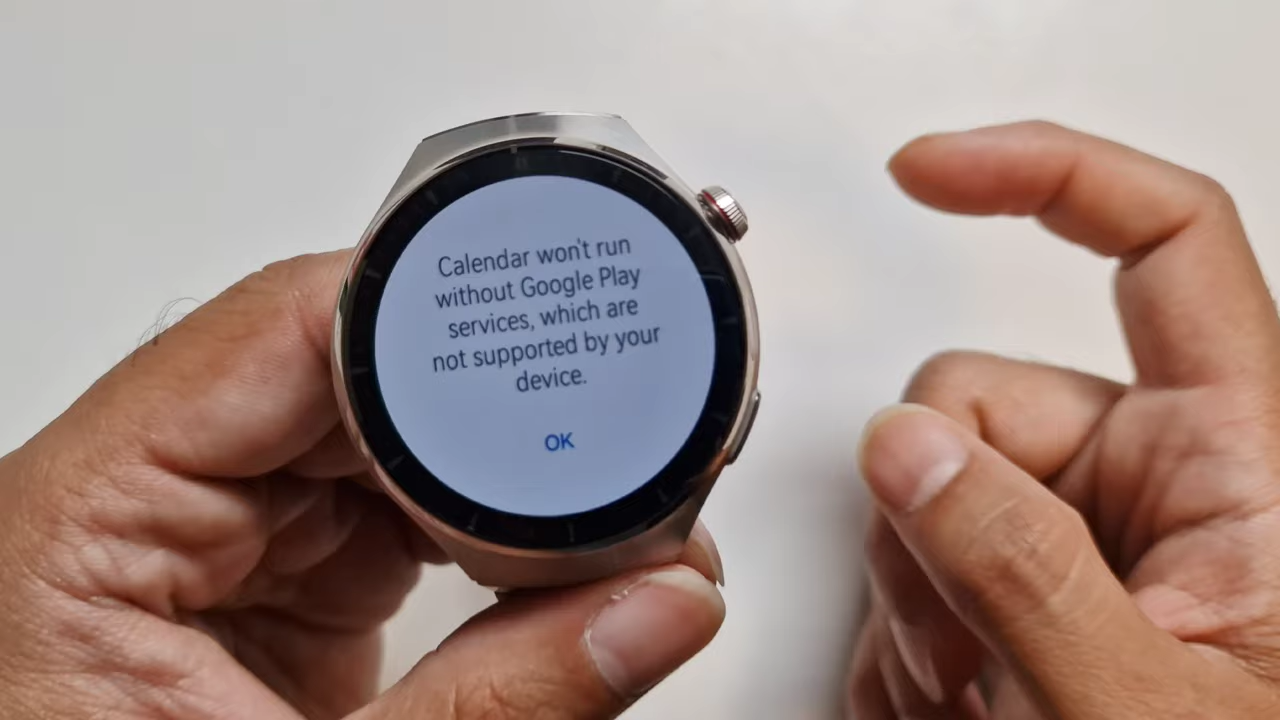 Calendar won't run
without Google Play
services, which are
not supported by your
device.
OK